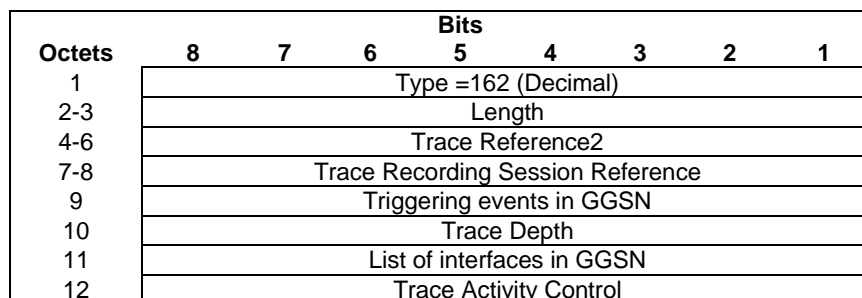 Bits
Octets 8 7 6 5 4 3 2 1
1 Type =162 (Decimal)
2-3 Length
4-6 Trace Reference2
7-8 Trace Recording Session Reference
9 Triggering events in GGSN
10 Trace Depth
11 List of interfaces in GGSN
12 Trace Activity Control